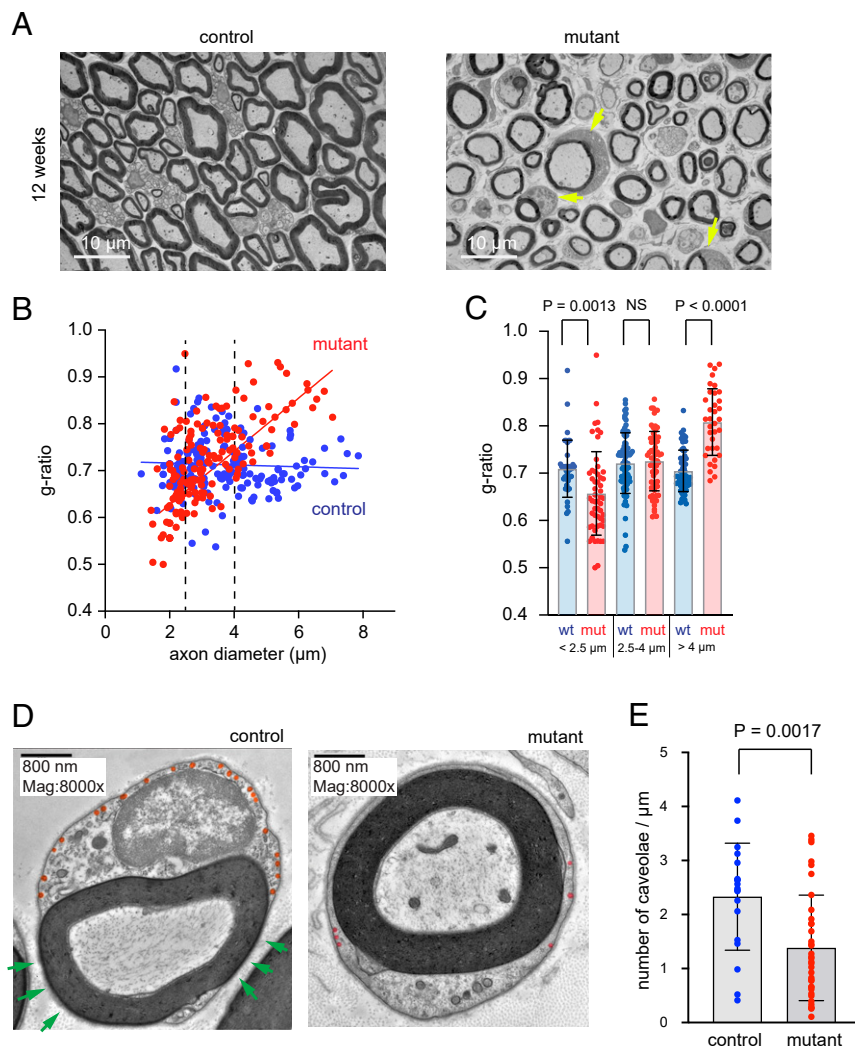 A
control
mutant
12 weeks
10 µm
10 µm
B
1.0
0.9
0.8
0.7
0.6
0.5
0.4
g-ratio
mutant
control
0
2
4
6
8
axon diameter (µm)
C
P = 0.0013
NS
P < 0.0001
1.0
0.9
0.8
0.7
0.6
0.5
0.4
g-ratio
wt mut wt mut wt mut
< 2.5 µm 2.5-4 µm > 4 µm
D
control
mutant
800 nm
Mag:8000x
800 nm
Mag:8000x
E
P = 0.0017
5
4
3
2
1
0
number of caveolae / µm
control
mutant